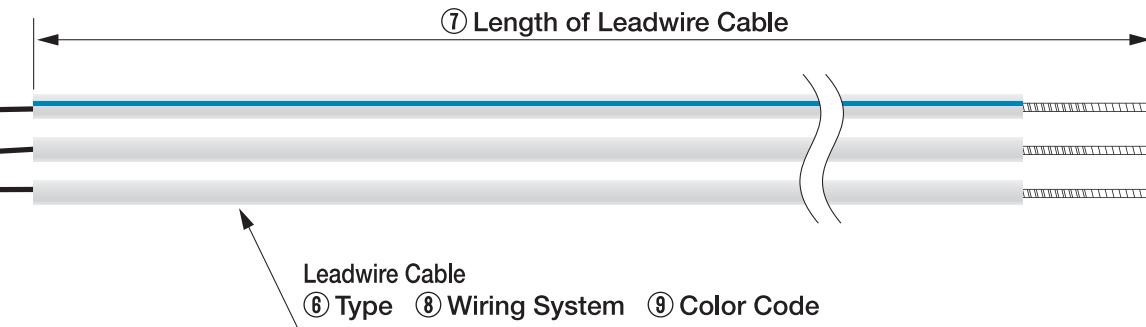 ⑦ Length of Leadwire Cable
Leadwire Cable
⑥ Type ⑧ Wiring System ⑨ Color Code